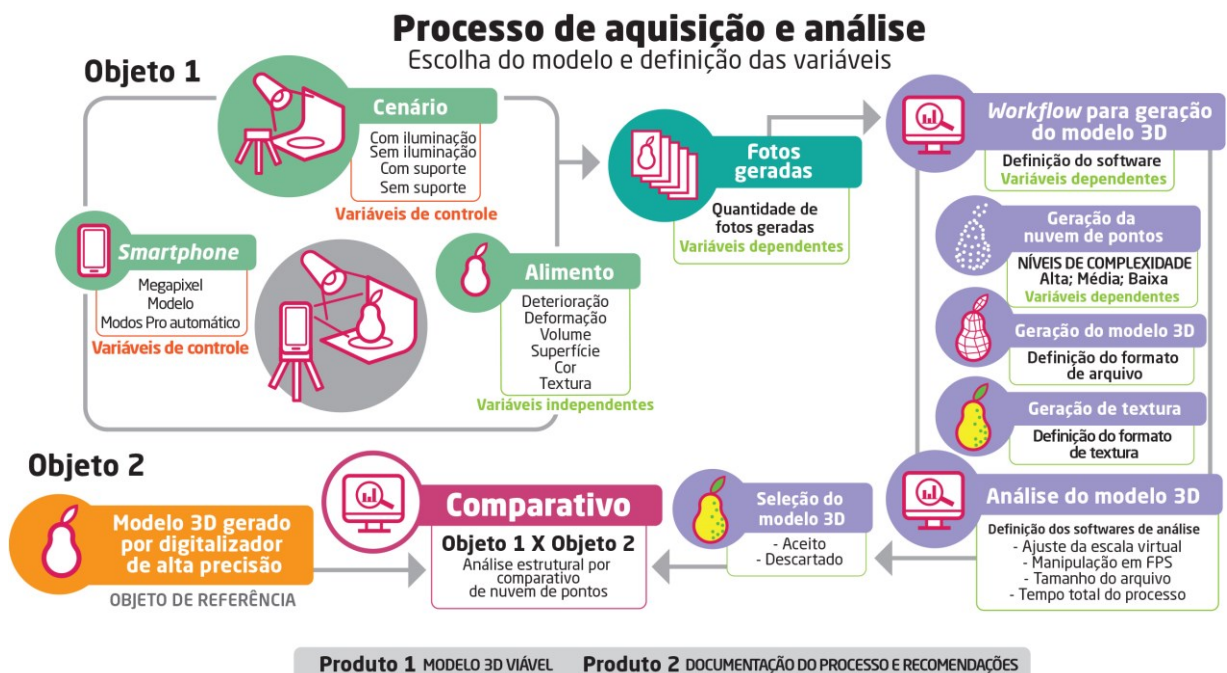 Processo de aquisição e análise
Escolha do modelo e definição das variáveis
Objeto 1
Cenário
Com iluminação
Sem iluminação
Com suporte
Sem suporte
Variáveis de controle
Smartphone
Megapixel
Modelo
Modos Pro automático
Variáveis de controle
Alimento
Deterioração
Deformação
Volume
Superfície
Cor
Textura
Variáveis independentes
Fotos
geradas
Quantidade de
fotos geradas
Variáveis dependentes
Workflow para geração
do modelo 3D
Definição do software
Variáveis dependentes
Geração da
nuvem de pontos
NÍVEIS DE COMPLEXIDADE
Alta; Média; Baixa
Variáveis dependentes
Geração do modelo 3D
Definição do formato
de arquivo
Geração de textura
Definição do formato
de textura
Análise do modelo 3D
Definição dos softwares de análise
- Ajuste da escala virtual
- Manipulação em FPS
- Tamanho do arquivo
- Tempo total do processo
Seleção do
modelo 3D
- Aceito
- Descartado
Objeto 2
Modelo 3D gerado
por digitalizador
de alta precisão
OBJETO DE REFERÊNCIA
Comparativo
Objeto 1 X Objeto 2
Análise estrutural por
comparativo
de nuvem de pontos
Produto 1 MODELO 3D VIÁVEL Produto 2 DOCUMENTAÇÃO DO PROCESSO E RECOMENDAÇÕES